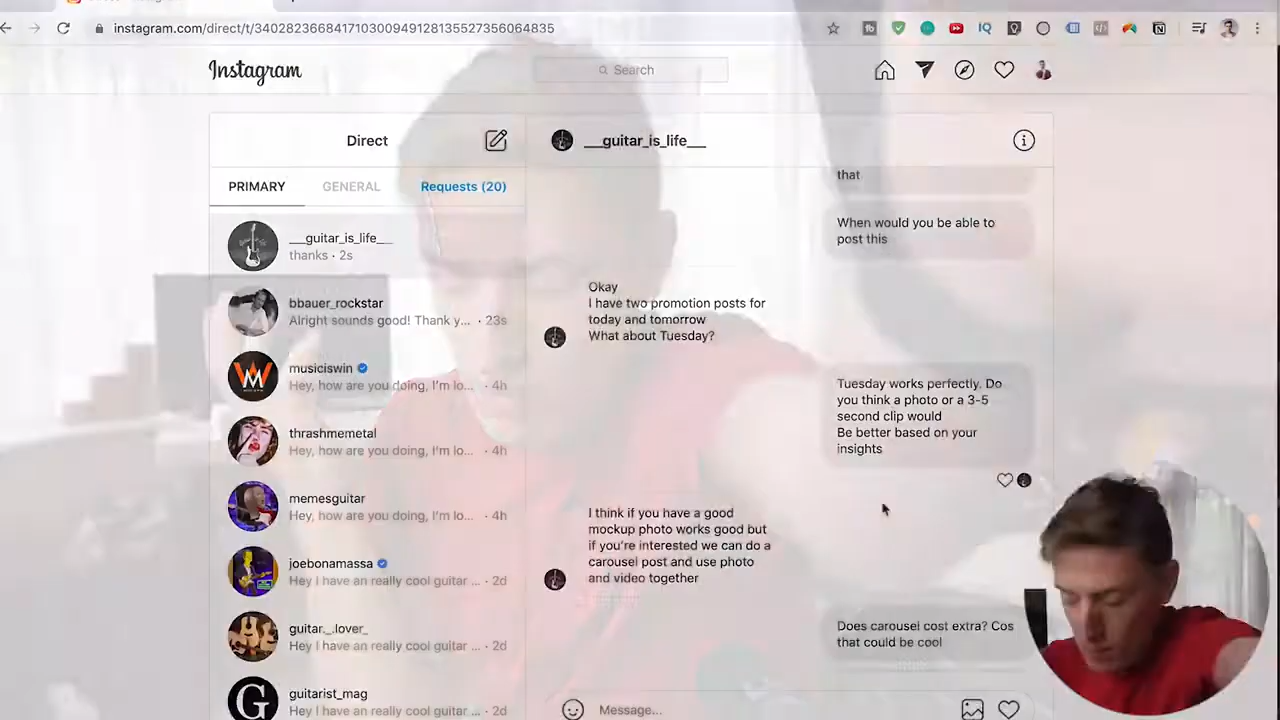 instagram.com/direct/t/340282366841710300949128135527356064835
Instagram
Search
Direct
___guitar_is_life___
PRIMARY
GENERAL
Requests (20)
___guitar_is_life___
thanks · 2s
bbauer_rockstar
Alright sounds good! Thank y... · 23s
musiciswin
Hey, how are you doing, I'm lo... · 4h
thrashmemetal
Hey, how are you doing, I'm lo... · 4h
memesguitar
Hey, how are you doing, I'm lo... · 4h
joebonamassa
Hey I have an really cool guitar ... · 2d
guitar._.lover_
Hey I have an really cool guitar ... · 2d
guitarist_mag
Hey I have an really cool guitar ... · 2d
that
When would you be able to
post this
Okay
I have two promotion posts for
today and tomorrow
What about Tuesday?
Tuesday works perfectly. Do
you think a photo or a 3-5
second clip would
Be better based on your
insights
I think if you have a good
mockup photo works good but
if you're interested we can do a
carousel post and use photo
and video together
Does carousel cost extra? Cos
that could be cool
Message...